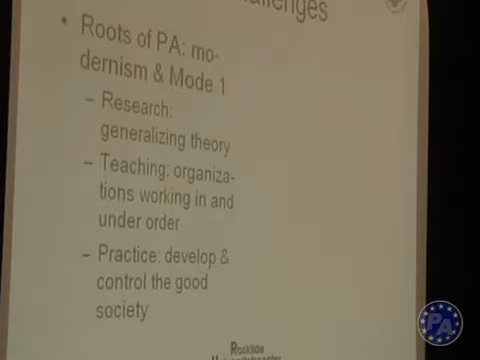 • Roots of PA: mo-
dernism & Mode 1
– Research:
generalizing theory
– Teaching: organiza-
tions working in and
under order
– Practice: develop &
control the good
society
Roskilde
PA